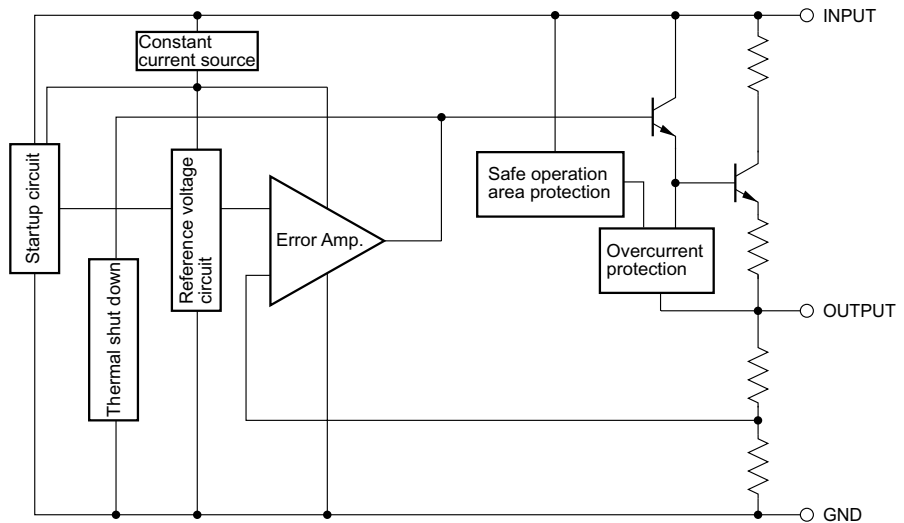 INPUT
Constant
current source
Startup circuit
Thermal shut down
Reference voltage
circuit
Error Amp.
Safe operation
area protection
Overcurrent
protection
OUTPUT
GND